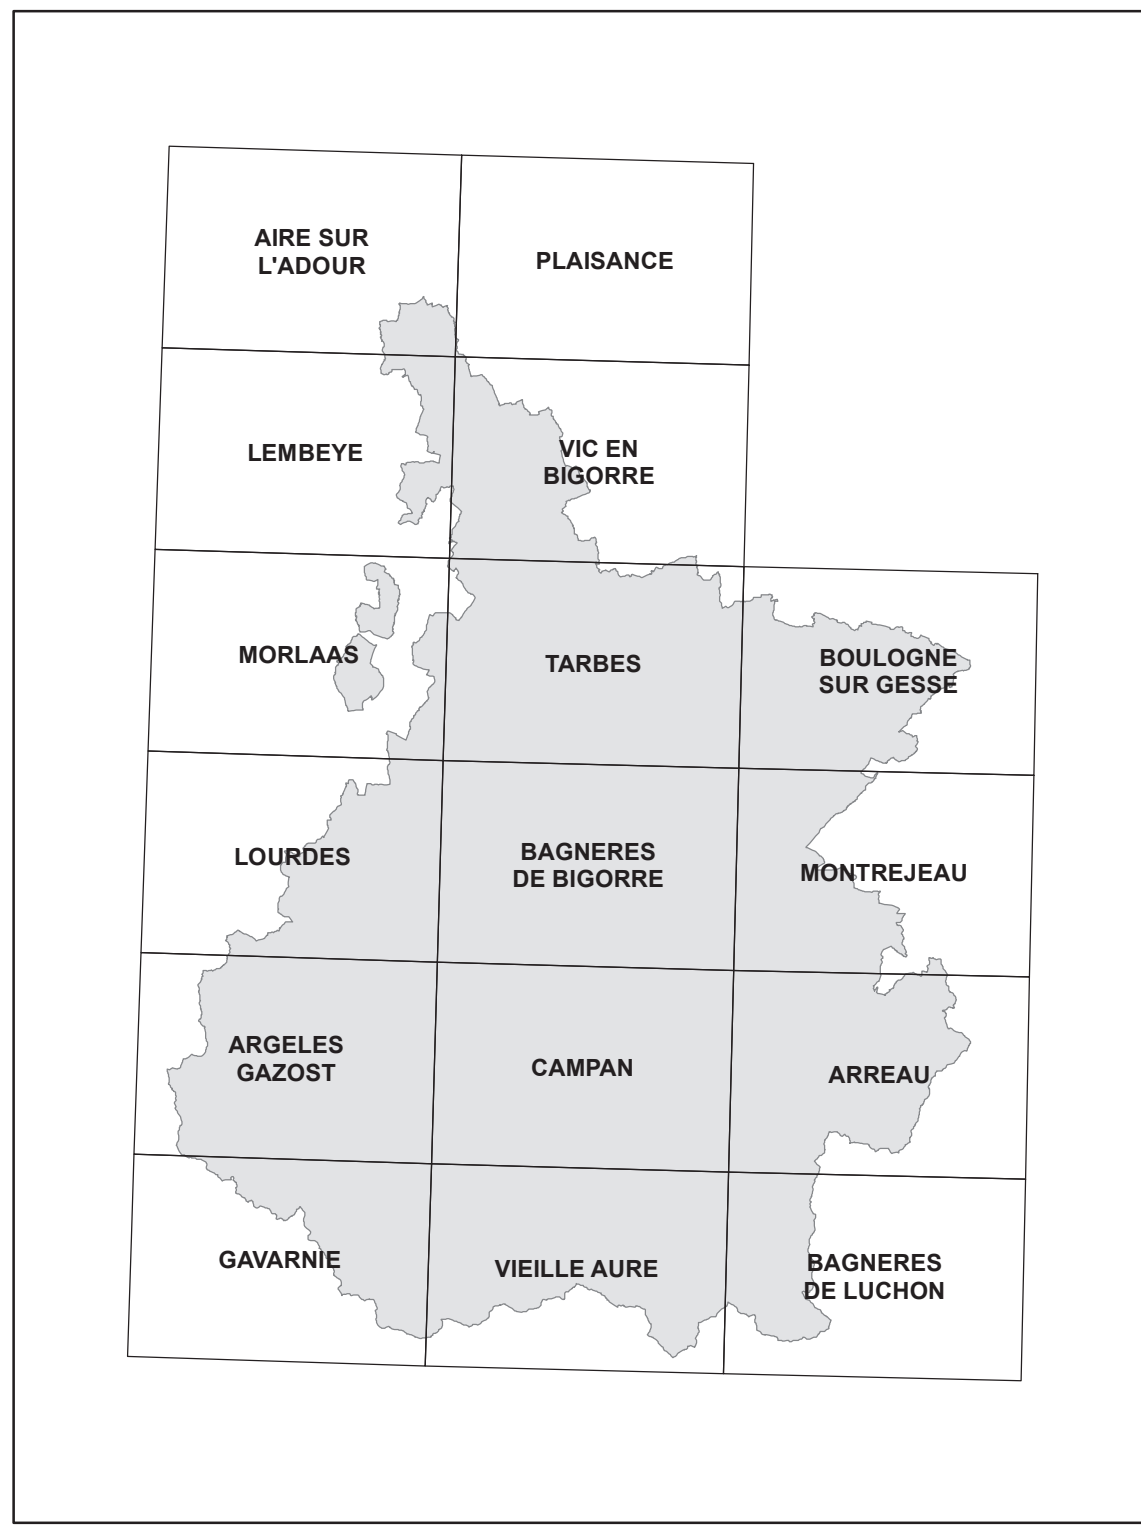 AIRE SUR
L'ADOUR
PLAISANCE
LEMBEYE
VIC EN
BIGORRE
MORLAAS
TARBES
BOULOGNE
SUR GESSE
LOURDES
BAGNERES
DE BIGORRE
MONTREJEAU
ARGELES
GAZOST
CAMPAN
ARREAU
GAVARNIE
VIEILLE AURE
BAGNERES
DE LUCHON